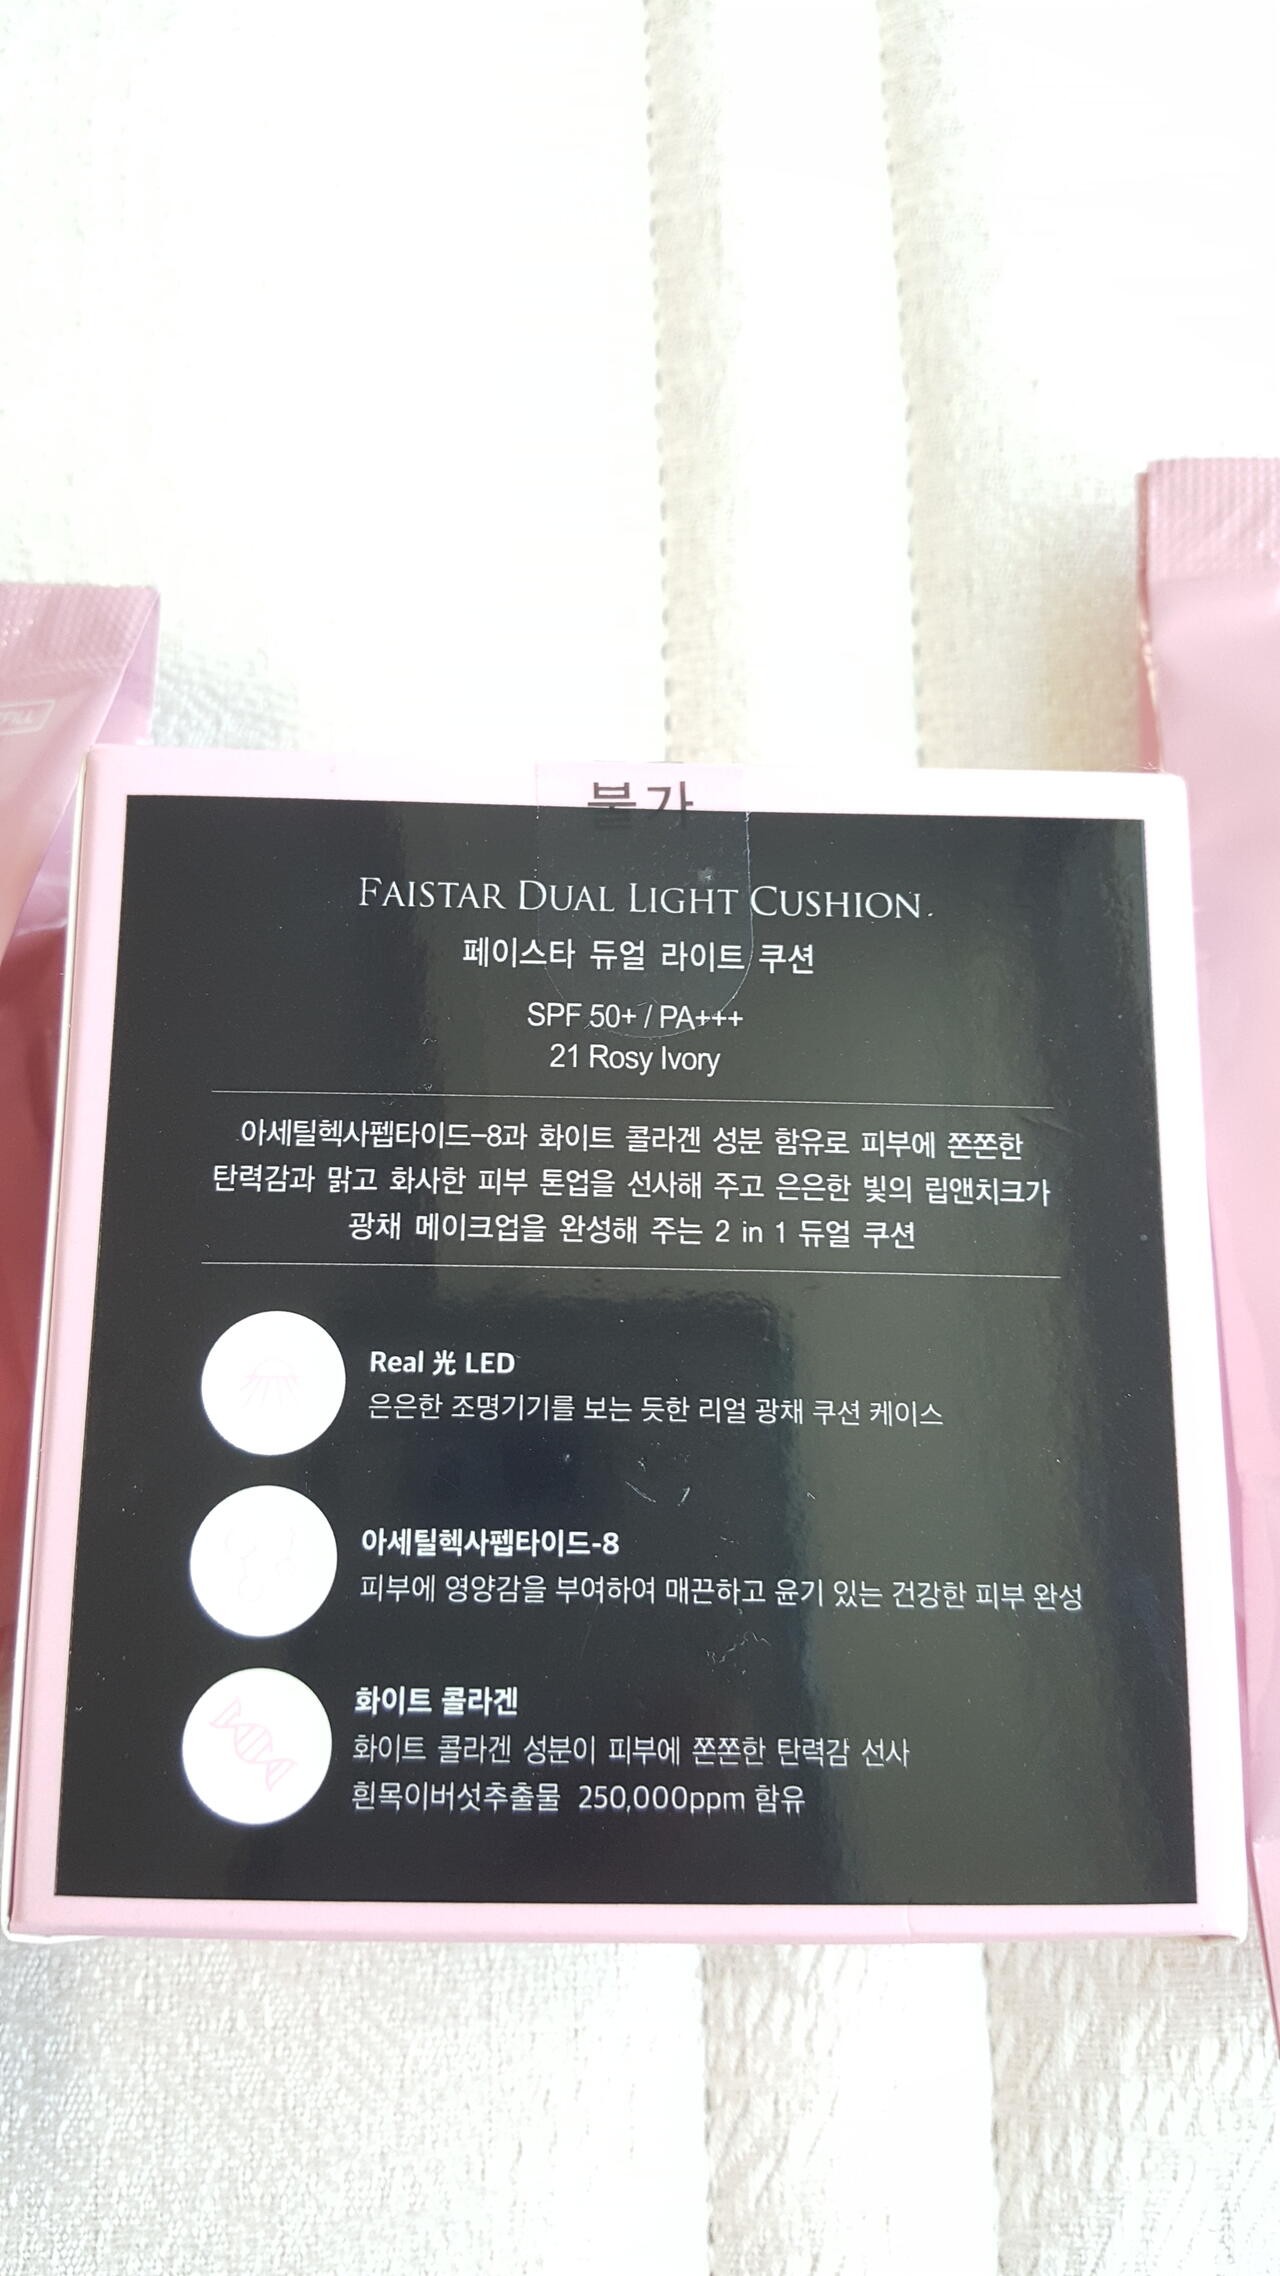 불가
FAISTAR DUAL LIGHT CUSHION.
페이스타 듀얼 라이트 쿠션
SPF 50+ / PA+++
21 Rosy Ivory
아세틸헥사펩타이드-8과 화이트 콜라겐 성분 함유로 피부에 쫀쫀한
탄력감과 맑고 화사한 피부 톤업을 선사해 주고 은은한 빛의 립앤치크가
광채 메이크업을 완성해 주는 2 in 1 듀얼 쿠션
Real 光 LED
은은한 조명기기를 보는 듯한 리얼 광채 쿠션 케이스
아세틸헥사펩타이드-8
피부에 영양감을 부여하여 매끈하고 윤기 있는 건강한 피부 완성
화이트 콜라겐
화이트 콜라겐 성분이 피부에 쫀쫀한 탄력감 선사
흰목이버섯추출물 250,000ppm 함유